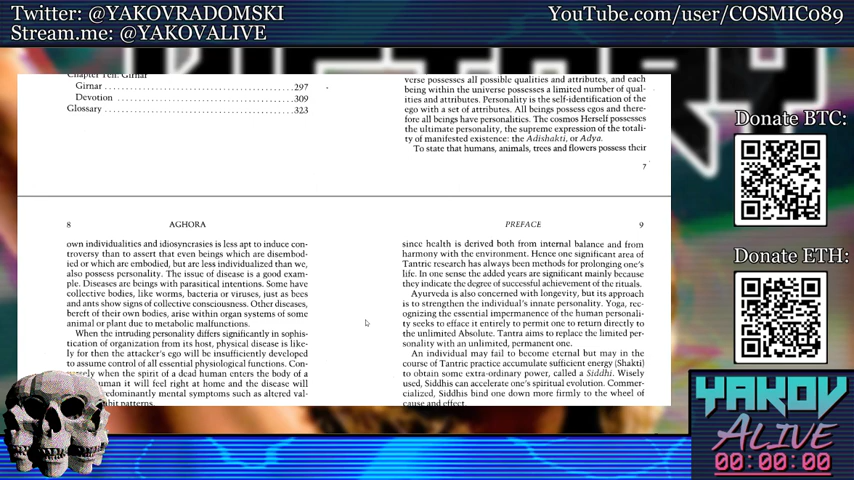 Twitter: @YAKOVRADOMSKI
Stream.me: @YAKOVALIVE
YouTube.com/user/COSMIC089
Chapter Ten: Girnar
Girnar 297
Devotion 309
Glossary 323
verse possesses all possible qualities and attributes, and each
being within the universe possesses a limited number of qual-
ities and attributes. Personality is the self-identification of the
ego with a set of attributes. All beings possess egos and there-
fore all beings have personalities. The cosmos Herself possesses
the ultimate personality, the supreme expression of the totali-
ty of manifested existence: the Adishakti, or Adya.
To state that humans, animals, trees and flowers possess their
7
8 AGHORA
own individualities and idiosyncrasies is less apt to induce con-
troversy than to assert that even beings which are disembod-
ied or which are embodied, but are less individualized than we,
also possess personality. The issue of disease is a good exam-
ple. Diseases are beings with parasitical intentions. Some have
collective bodies, like worms, bacteria or viruses, just as bees
and ants show signs of collective consciousness. Other diseases,
bereft of their own bodies, arise within organ systems of some
animal or plant due to metabolic malfunctions.
When the intruding personality differs significantly in sophis-
tication of organization from its host, physical disease is like-
ly for then the attacker's ego will be insufficiently developed
to assume control of all essential physiological functions. Con-
versely when the spirit of a dead human enters the body of a
human it will feel right at home and the disease will
predominantly mental symptoms such as altered val-
bit patterns.
PREFACE 9
since health is derived both from internal balance and from
harmony with the environment. Hence one significant area of
Tantric research has always been methods for prolonging one's
life. In one sense the added years are significant mainly because
they indicate the degree of successful achievement of the rituals.
Ayurveda is also concerned with longevity, but its approach
is to strengthen the individual's innate personality. Yoga, rec-
ognizing the essential impermanence of the human personali-
ty seeks to efface it entirely to permit one to return directly to
the unlimited Absolute. Tantra aims to replace the limited per-
sonality with an unlimited, permanent one.
An individual may fail to become eternal but may in the
course of Tantric practice accumulate sufficient energy (Shakti)
to obtain some extra-ordinary power, called a Siddhi. Wisely
used, Siddhis can accelerate one's spiritual evolution. Commer-
cialized, Siddhis bind one down more firmly to the wheel of
cause and effect.
Donate BTC:
Donate ETH:
YAKOV
ALIVE
00:00:00